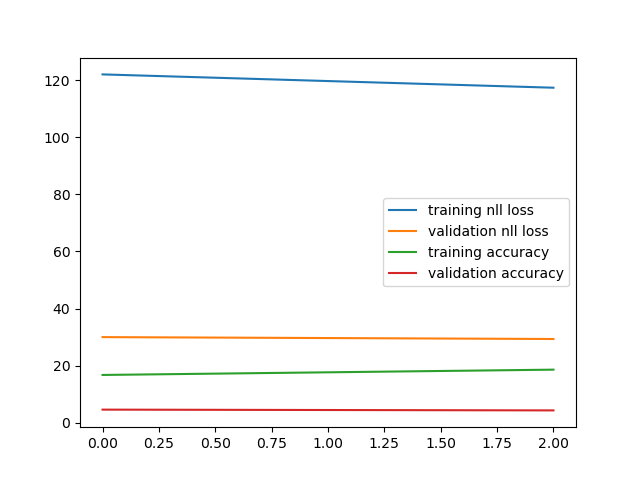 120
100
80
60
40
20
0
training nll loss
validation nll loss
training accuracy
validation accuracy
0.00 0.25 0.50 0.75 1.00 1.25 1.50 1.75 2.00